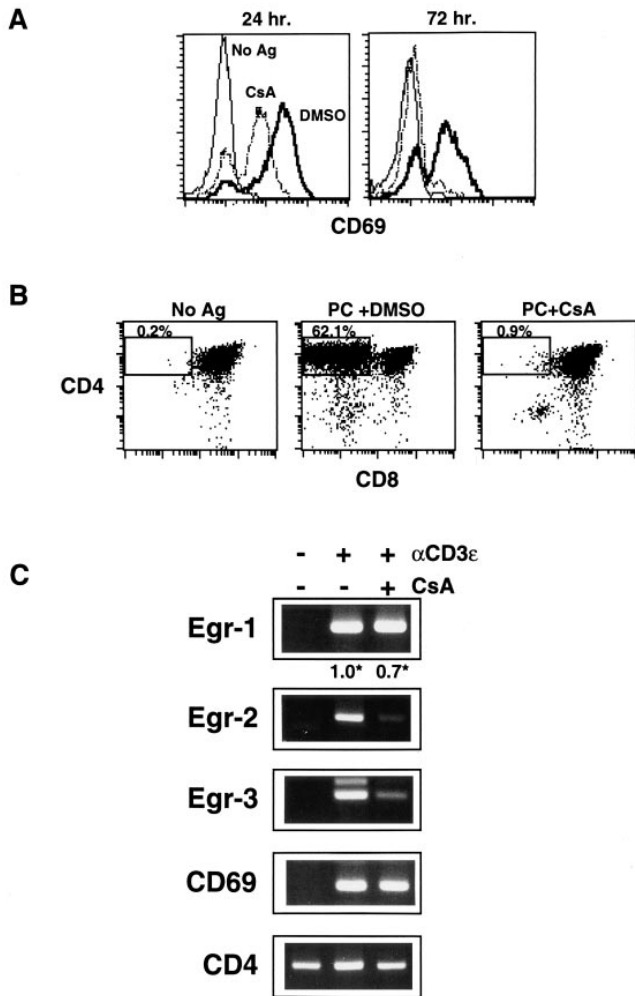 A
24 hr.
72 hr.
No Ag
CsA
DMSO
CD69
B
No Ag
PC +DMSO
PC+CsA
0.2%
62.1%
0.9%
CD4
CD8
C
- + + αCD3ε
- - + CsA
Egr-1
1.0* 0.7*
Egr-2
Egr-3
CD69
CD4